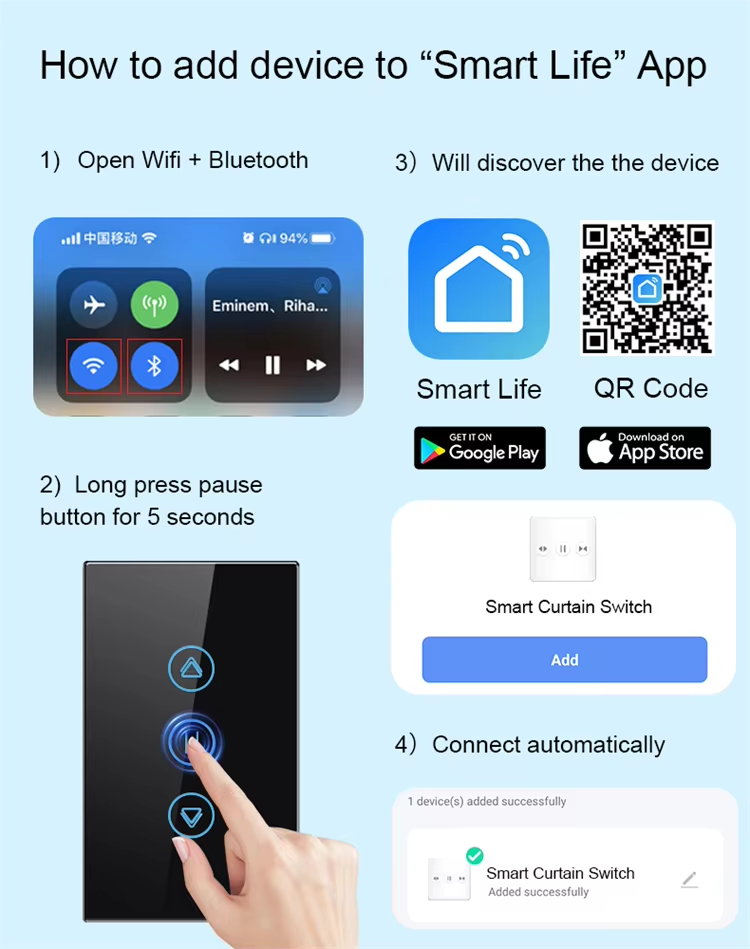 How to add device to “Smart Life” App
1) Open Wifi + Bluetooth
中国移动
94%
Eminem、Riha...
2) Long press pause
button for 5 seconds
3) Will discover the the device
Smart Life
QR Code
GET IT ON
Google Play
Download on
App Store
Smart Curtain Switch
Add
4) Connect automatically
1 device(s) added successfully
Smart Curtain Switch
Added successfully